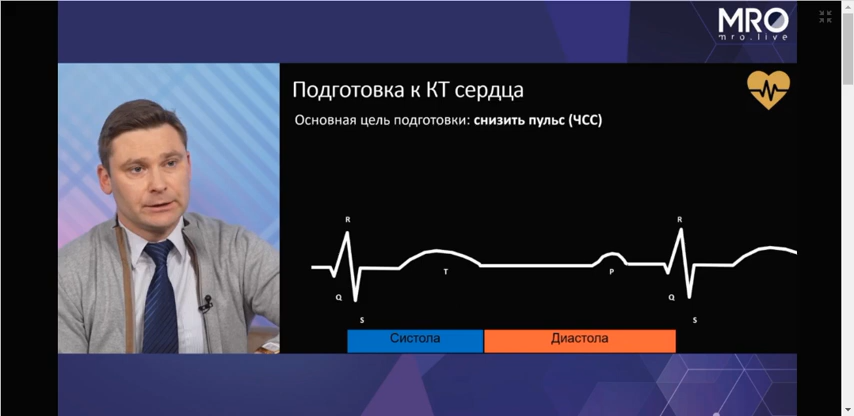 MRO
mro.live
Подготовка к КТ сердца
Основная цель подготовки: снизить пульс (ЧСС)
R
R
T
P
Q
Q
S
S
Систола
Диастола